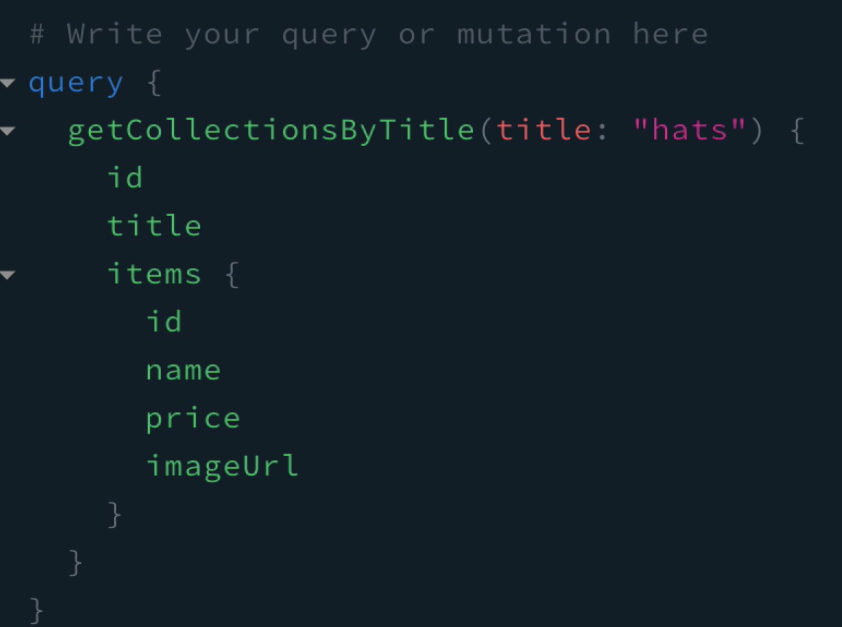 # Write your query or mutation here
query {
  getCollectionsByTitle(title: "hats") {
    id
    title
    items {
      id
      name
      price
      imageUrl
    }
  }
}